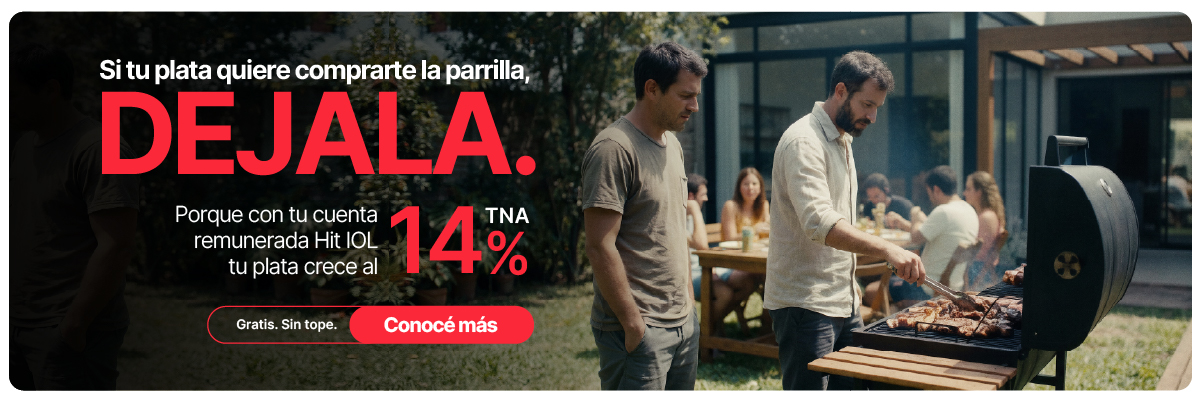 Si tu plata quiere comprarte la parrilla,
DEJALA.
Porque con tu cuenta
remunerada Hit IOL
tu plata crece al
14% TNA
Gratis. Sin tope.
Conocé más